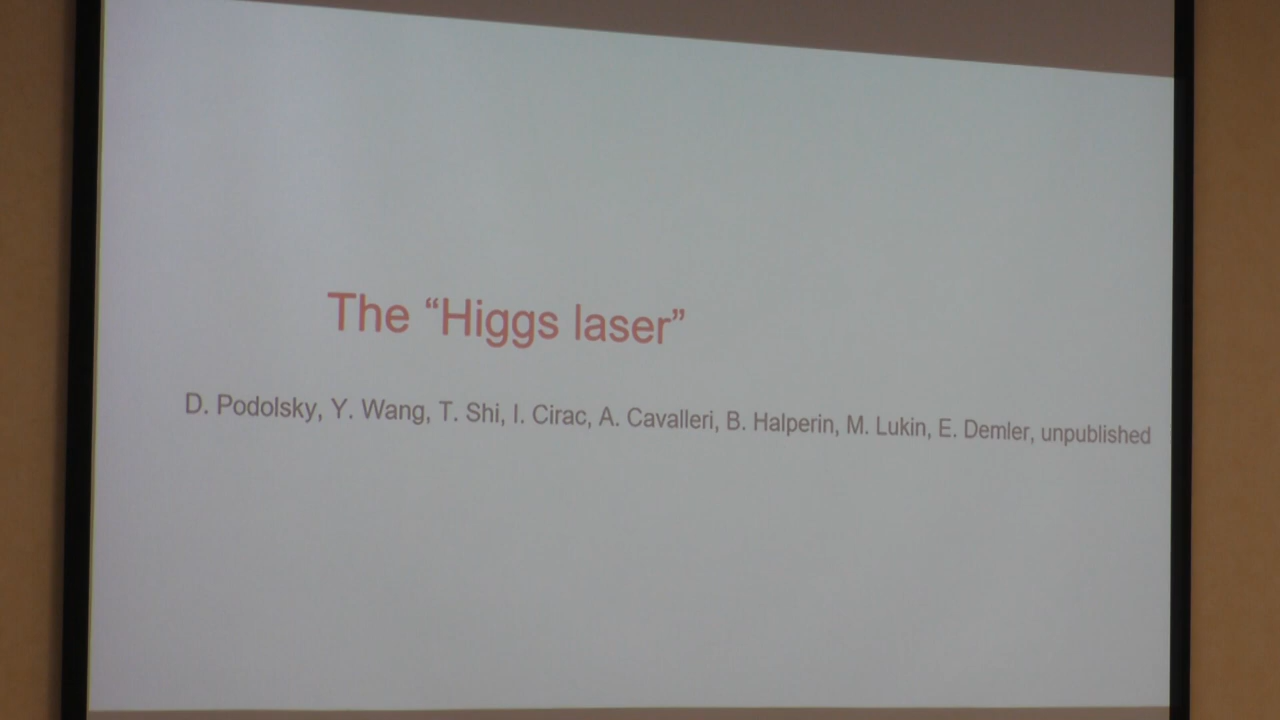 The “Higgs laser”
D. Podolsky, Y. Wang, T. Shi, I. Cirac, A. Cavalleri, B. Halperin, M. Lukin, E. Demler, unpublished